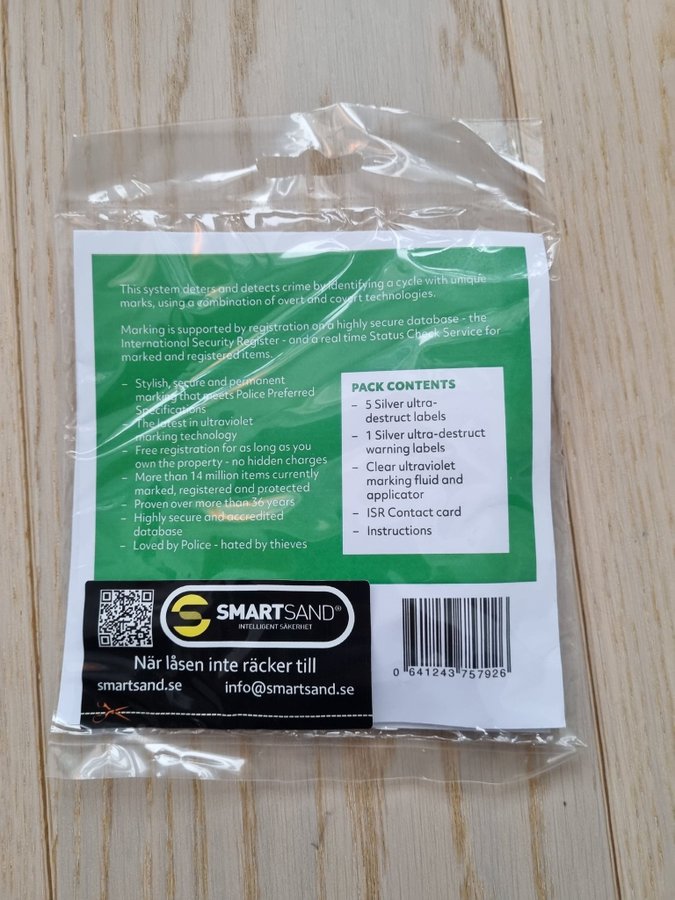 This system deters and detects crime by identifying a cycle with unique
marks, using a combination of overt and covert technologies.
Marking is supported by registration on a highly secure database - the
International Security Register - and a real time Status Check Service for
marked and registered items.
– Stylish, secure and permanent
marking that meets Police Preferred
Specifications
– The latest in ultraviolet
marking technology
– Free registration for as long as you
own the property - no hidden charges
– More than 14 million items currently
marked, registered and protected
– Proven over more than 36 years
– Highly secure and accredited
database
– Loved by Police - hated by thieves
PACK CONTENTS
– 5 Silver ultra-
destruct labels
– 1 Silver ultra-destruct
warning labels
– Clear ultraviolet
marking fluid and
applicator
– ISR Contact card
– Instructions
SMARTSAND®
INTELLIGENT SÄKERHET
När låsen inte räcker till
smartsand.se info@smartsand.se
0 641243 757926